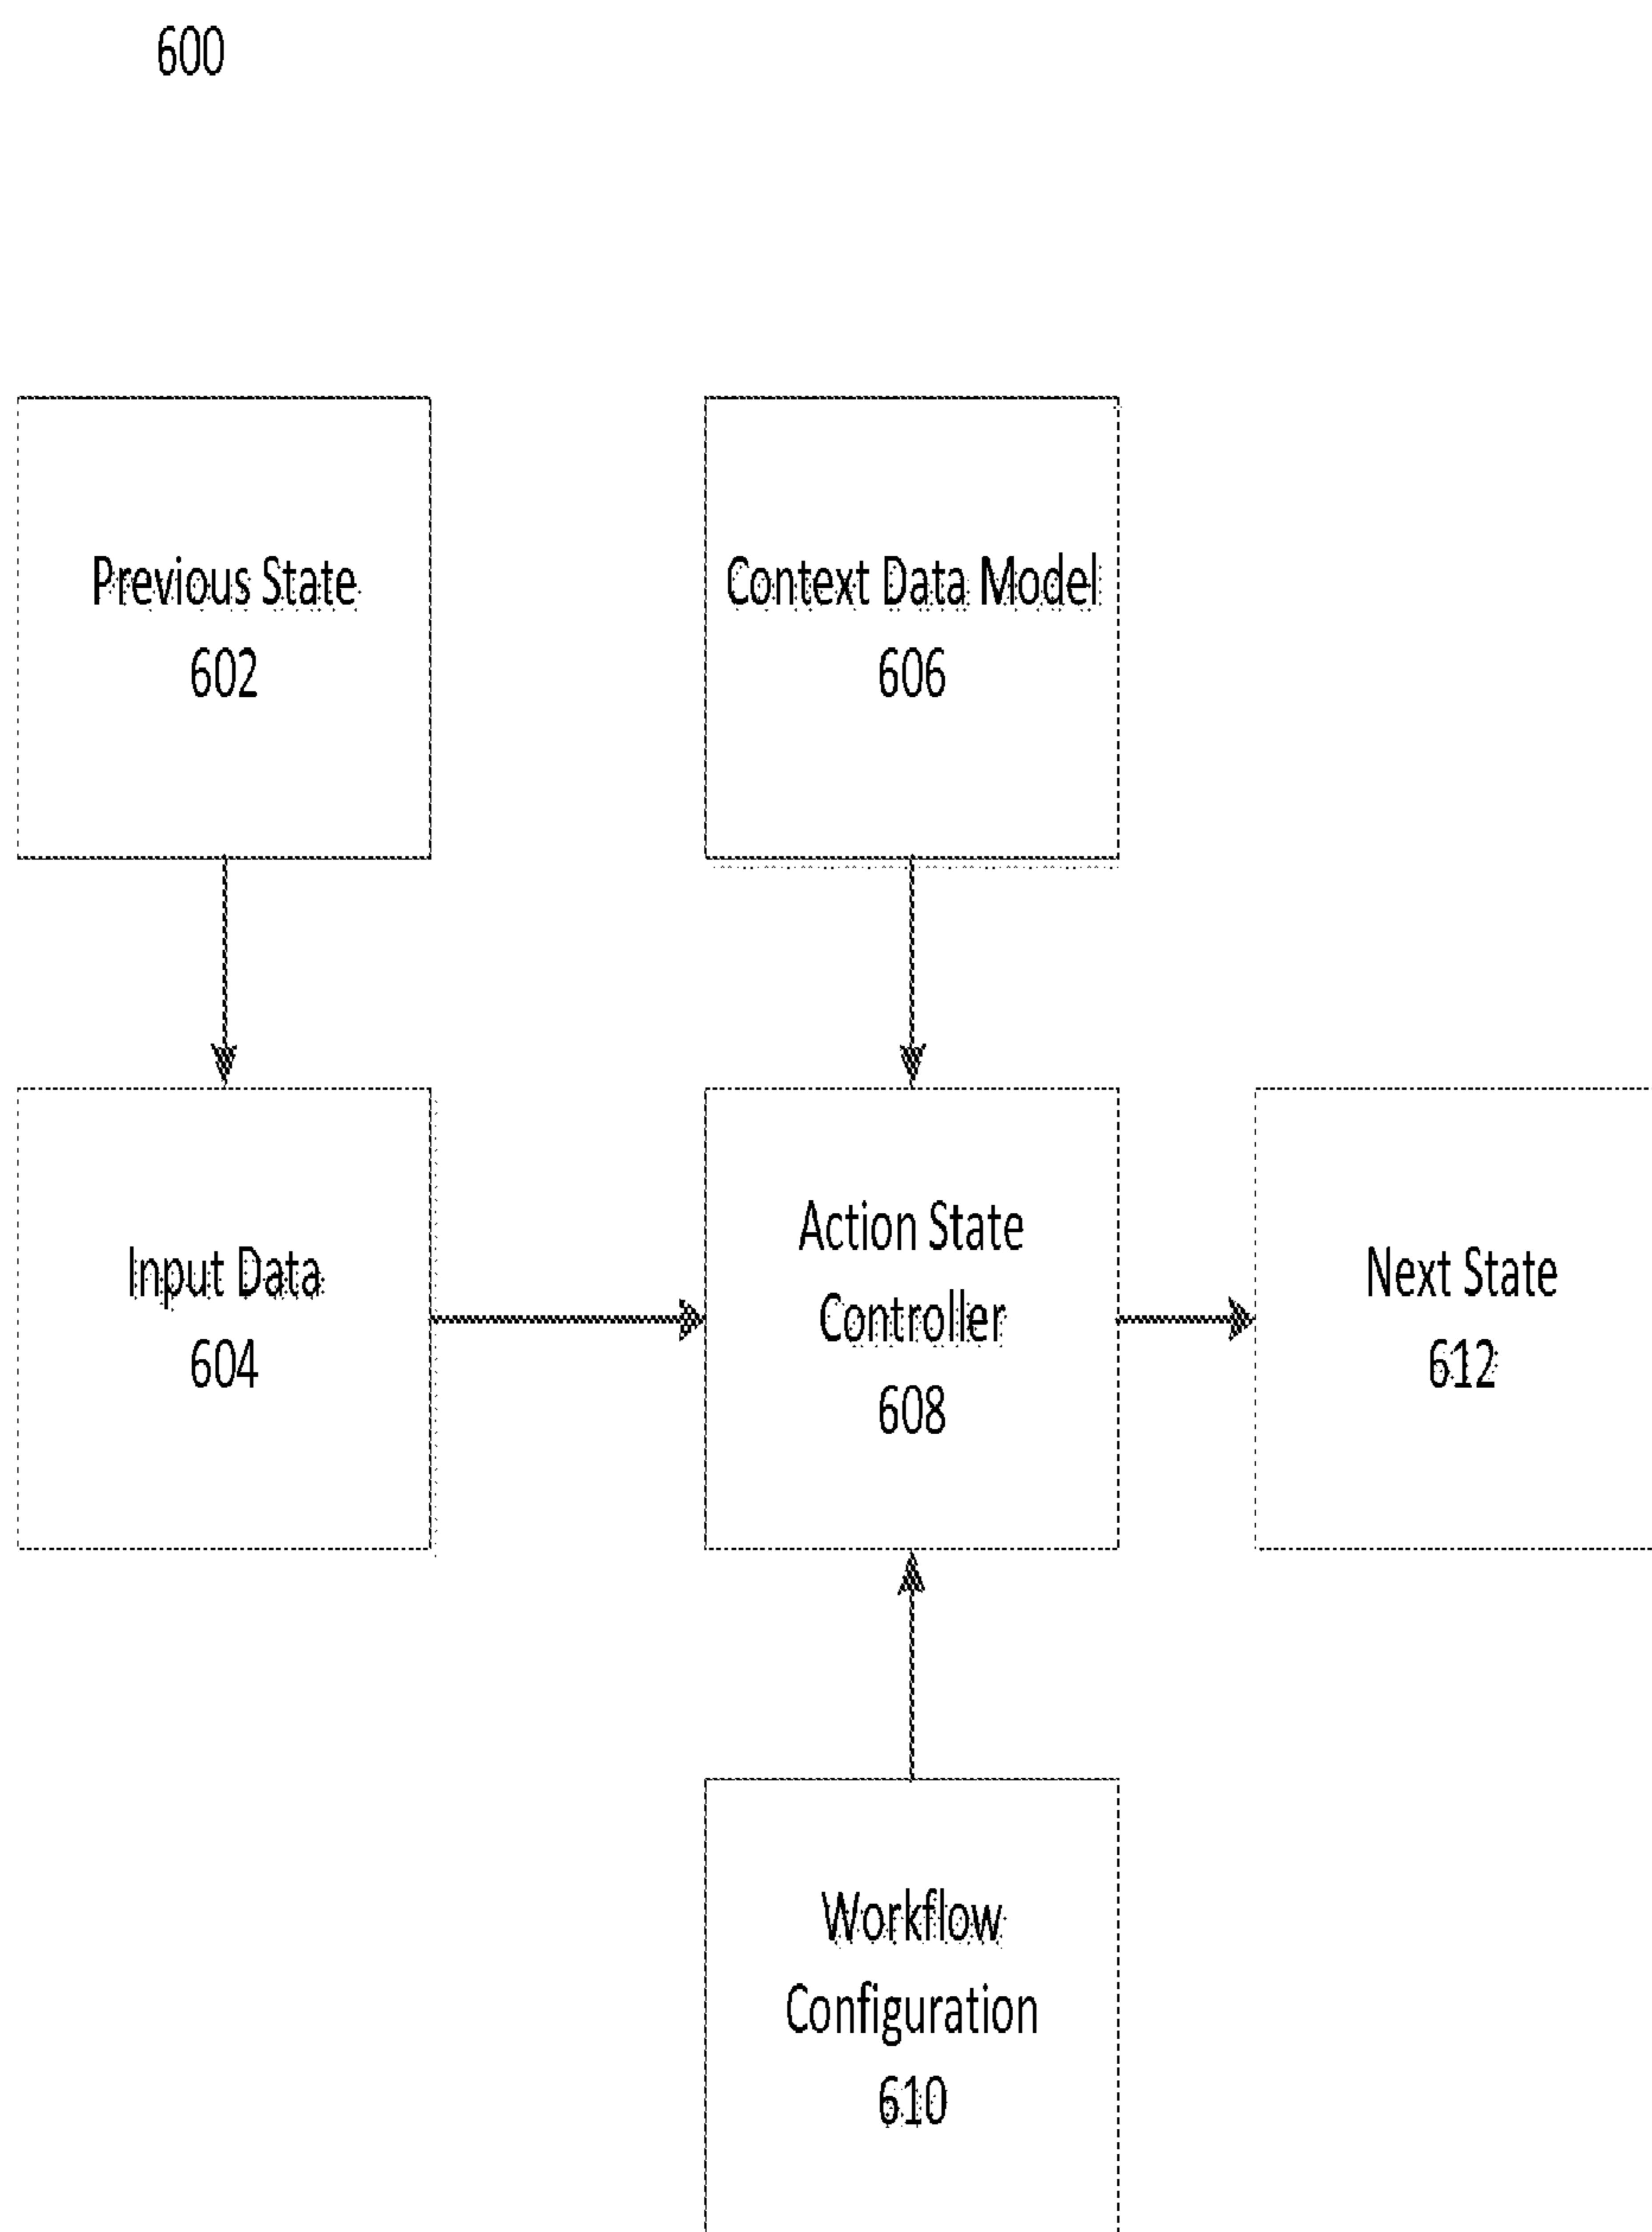 600
Previous State
602
Context Data Model
606
Input Data
604
Action State
Controller
608
Next State
612
Workflow
Configuration
610